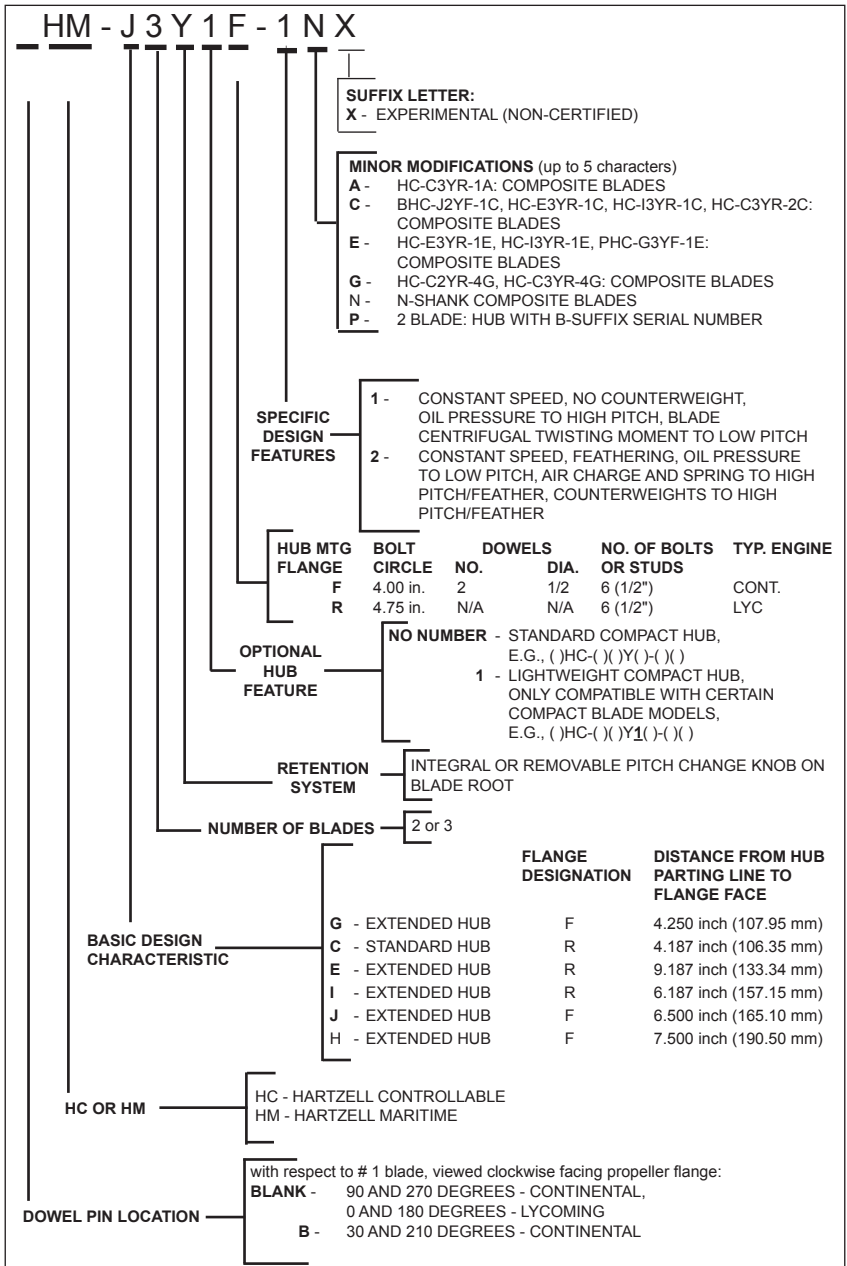 HM - J 3 Y 1 F - 1 N X
SUFFIX LETTER:
X - EXPERIMENTAL (NON-CERTIFIED)
MINOR MODIFICATIONS (up to 5 characters)
A - HC-C3YR-1A: COMPOSITE BLADES
C - BHC-J2YF-1C, HC-E3YR-1C, HC-I3YR-1C, HC-C3YR-2C:
COMPOSITE BLADES
E - HC-E3YR-1E, HC-I3YR-1E, PHC-G3YF-1E:
COMPOSITE BLADES
G - HC-C2YR-4G, HC-C3YR-4G: COMPOSITE BLADES
N - N-SHANK COMPOSITE BLADES
P - 2 BLADE: HUB WITH B-SUFFIX SERIAL NUMBER
SPECIFIC
DESIGN
FEATURES
1 - CONSTANT SPEED, NO COUNTERWEIGHT,
OIL PRESSURE TO HIGH PITCH, BLADE
CENTRIFUGAL TWISTING MOMENT TO LOW PITCH
2 - CONSTANT SPEED, FEATHERING, OIL PRESSURE
TO LOW PITCH, AIR CHARGE AND SPRING TO HIGH
PITCH/FEATHER, COUNTERWEIGHTS TO HIGH
PITCH/FEATHER
HUB MTG BOLT DOWELS NO. OF BOLTS TYP. ENGINE
FLANGE CIRCLE NO. DIA. OR STUDS
F 4.00 in. 2 1/2 6 (1/2") CONT.
R 4.75 in. N/A N/A 6 (1/2") LYC
OPTIONAL
HUB
FEATURE
NO NUMBER - STANDARD COMPACT HUB,
E.G., ( )HC-( )( )Y( )-( )( )
1 - LIGHTWEIGHT COMPACT HUB,
ONLY COMPATIBLE WITH CERTAIN
COMPACT BLADE MODELS,
E.G., ( )HC-( )( )Y1( )-( )( )
RETENTION
SYSTEM
INTEGRAL OR REMOVABLE PITCH CHANGE KNOB ON
BLADE ROOT
NUMBER OF BLADES 2 or 3
BASIC DESIGN
CHARACTERISTIC
FLANGE DISTANCE FROM HUB
DESIGNATION PARTING LINE TO
FLANGE FACE
G - EXTENDED HUB F 4.250 inch (107.95 mm)
C - STANDARD HUB R 4.187 inch (106.35 mm)
E - EXTENDED HUB R 9.187 inch (133.34 mm)
I - EXTENDED HUB R 6.187 inch (157.15 mm)
J - EXTENDED HUB F 6.500 inch (165.10 mm)
H - EXTENDED HUB F 7.500 inch (190.50 mm)
HC OR HM
HC - HARTZELL CONTROLLABLE
HM - HARTZELL MARITIME
DOWEL PIN LOCATION
with respect to # 1 blade, viewed clockwise facing propeller flange:
BLANK - 90 AND 270 DEGREES - CONTINENTAL,
0 AND 180 DEGREES - LYCOMING
B - 30 AND 210 DEGREES - CONTINENTAL